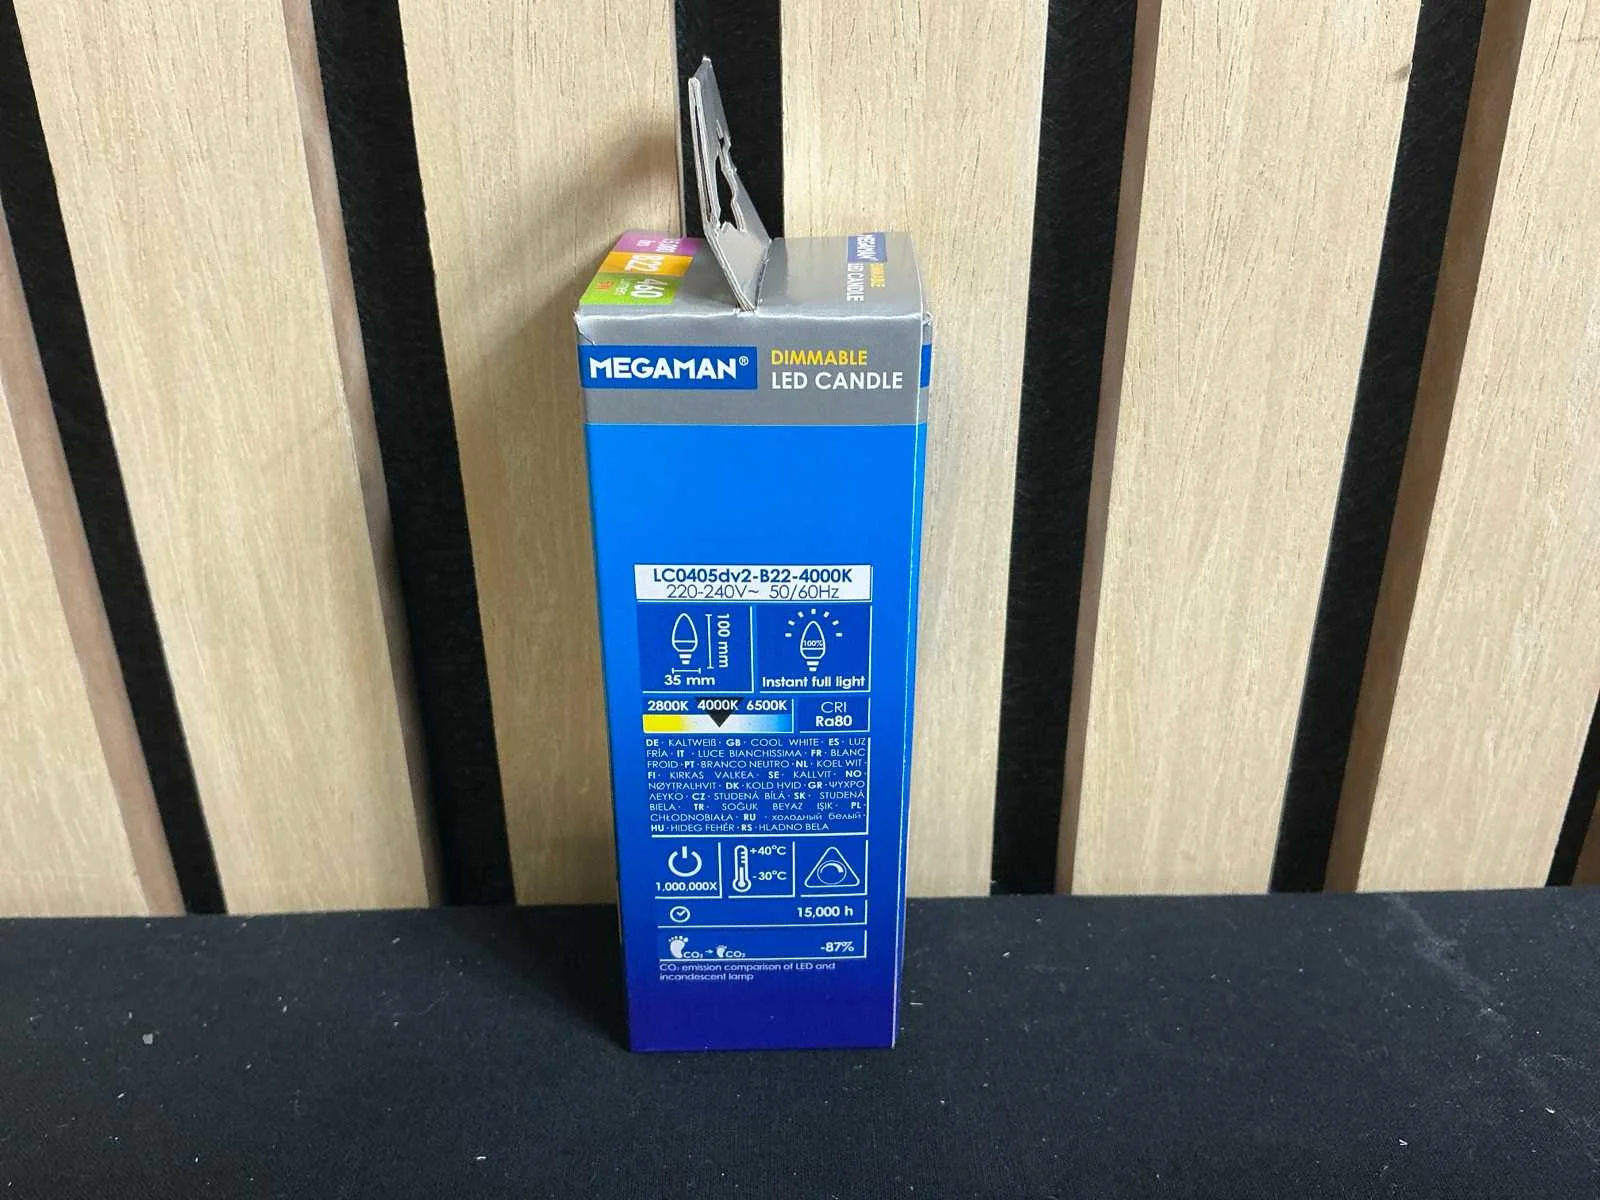 15,000
B22
460
MEGAMAN®
DIMMABLE
LED CANDLE
MEGAMAN®
DIMMABLE
LED CANDLE
LC0405dv2-B22-4000K
220-240V~ 50/60Hz
100 mm
35 mm
100%
Instant full light
2800K 4000K 6500K
CRI
Ra80
DE · KALTWEIß · GB · COOL WHITE · ES · LUZ
FRÍA · IT · LUCE BIANCHISSIMA · FR · BLANC
FROID · PT · BRANCO NEUTRO · NL · KOEL WIT ·
FI · KIRKAS VALKEA · SE · KALLVIT · NO ·
NØYTRALHVIT · DK · KOLD HVID · GR · ΨΥΧΡΟ
ΛΕΥΚΟ · CZ · STUDENÁ BÍLÁ · SK · STUDENÁ
BIELA · TR · SOĞUK BEYAZ IŞIK · PL ·
CHŁODNOBIAŁA · RU · холодный белый ·
HU · HIDEG FEHÉR · RS · HLADNO BELA
1,000,000X
+40°C
-30°C
15,000 h
CO₂ → CO₂
-87%
CO₂ emission comparison of LED and
incandescent lamp